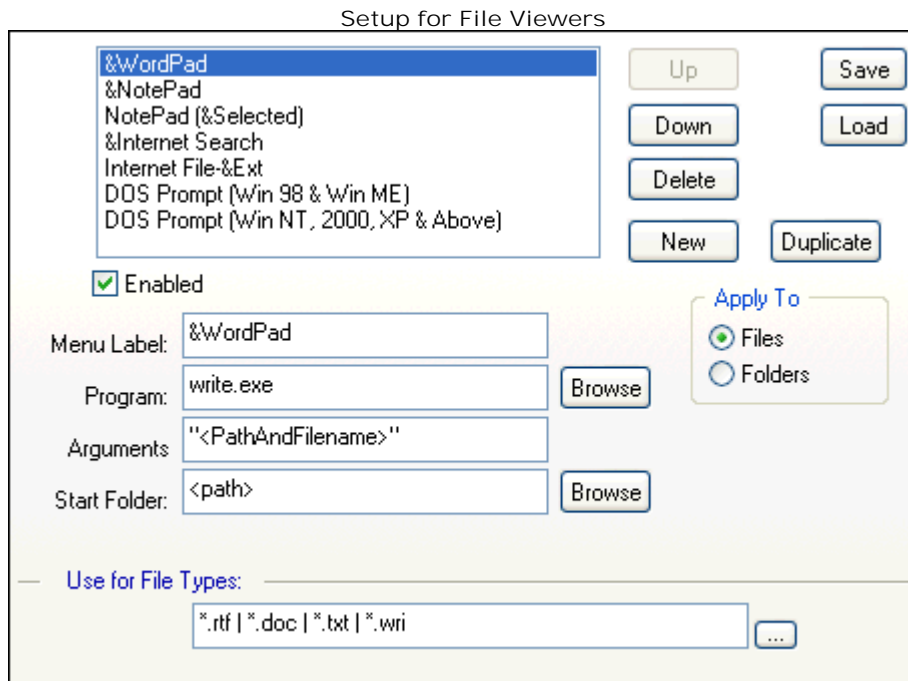 Setup for File Viewers
&WordPad
&NotePad
NotePad (&Selected)
&Internet Search
Internet File-&Ext
DOS Prompt (Win 98 & Win ME)
DOS Prompt (Win NT, 2000, XP & Above)
Up
Save
Down
Load
Delete
New
Duplicate
Enabled
Apply To
Files
Folders
Menu Label:
&WordPad
Program:
write.exe
Browse
Arguments
"<PathAndFilename>"
Start Folder:
<path>
Browse
Use for File Types:
*.rtf | *.doc | *.txt | *.wri
...